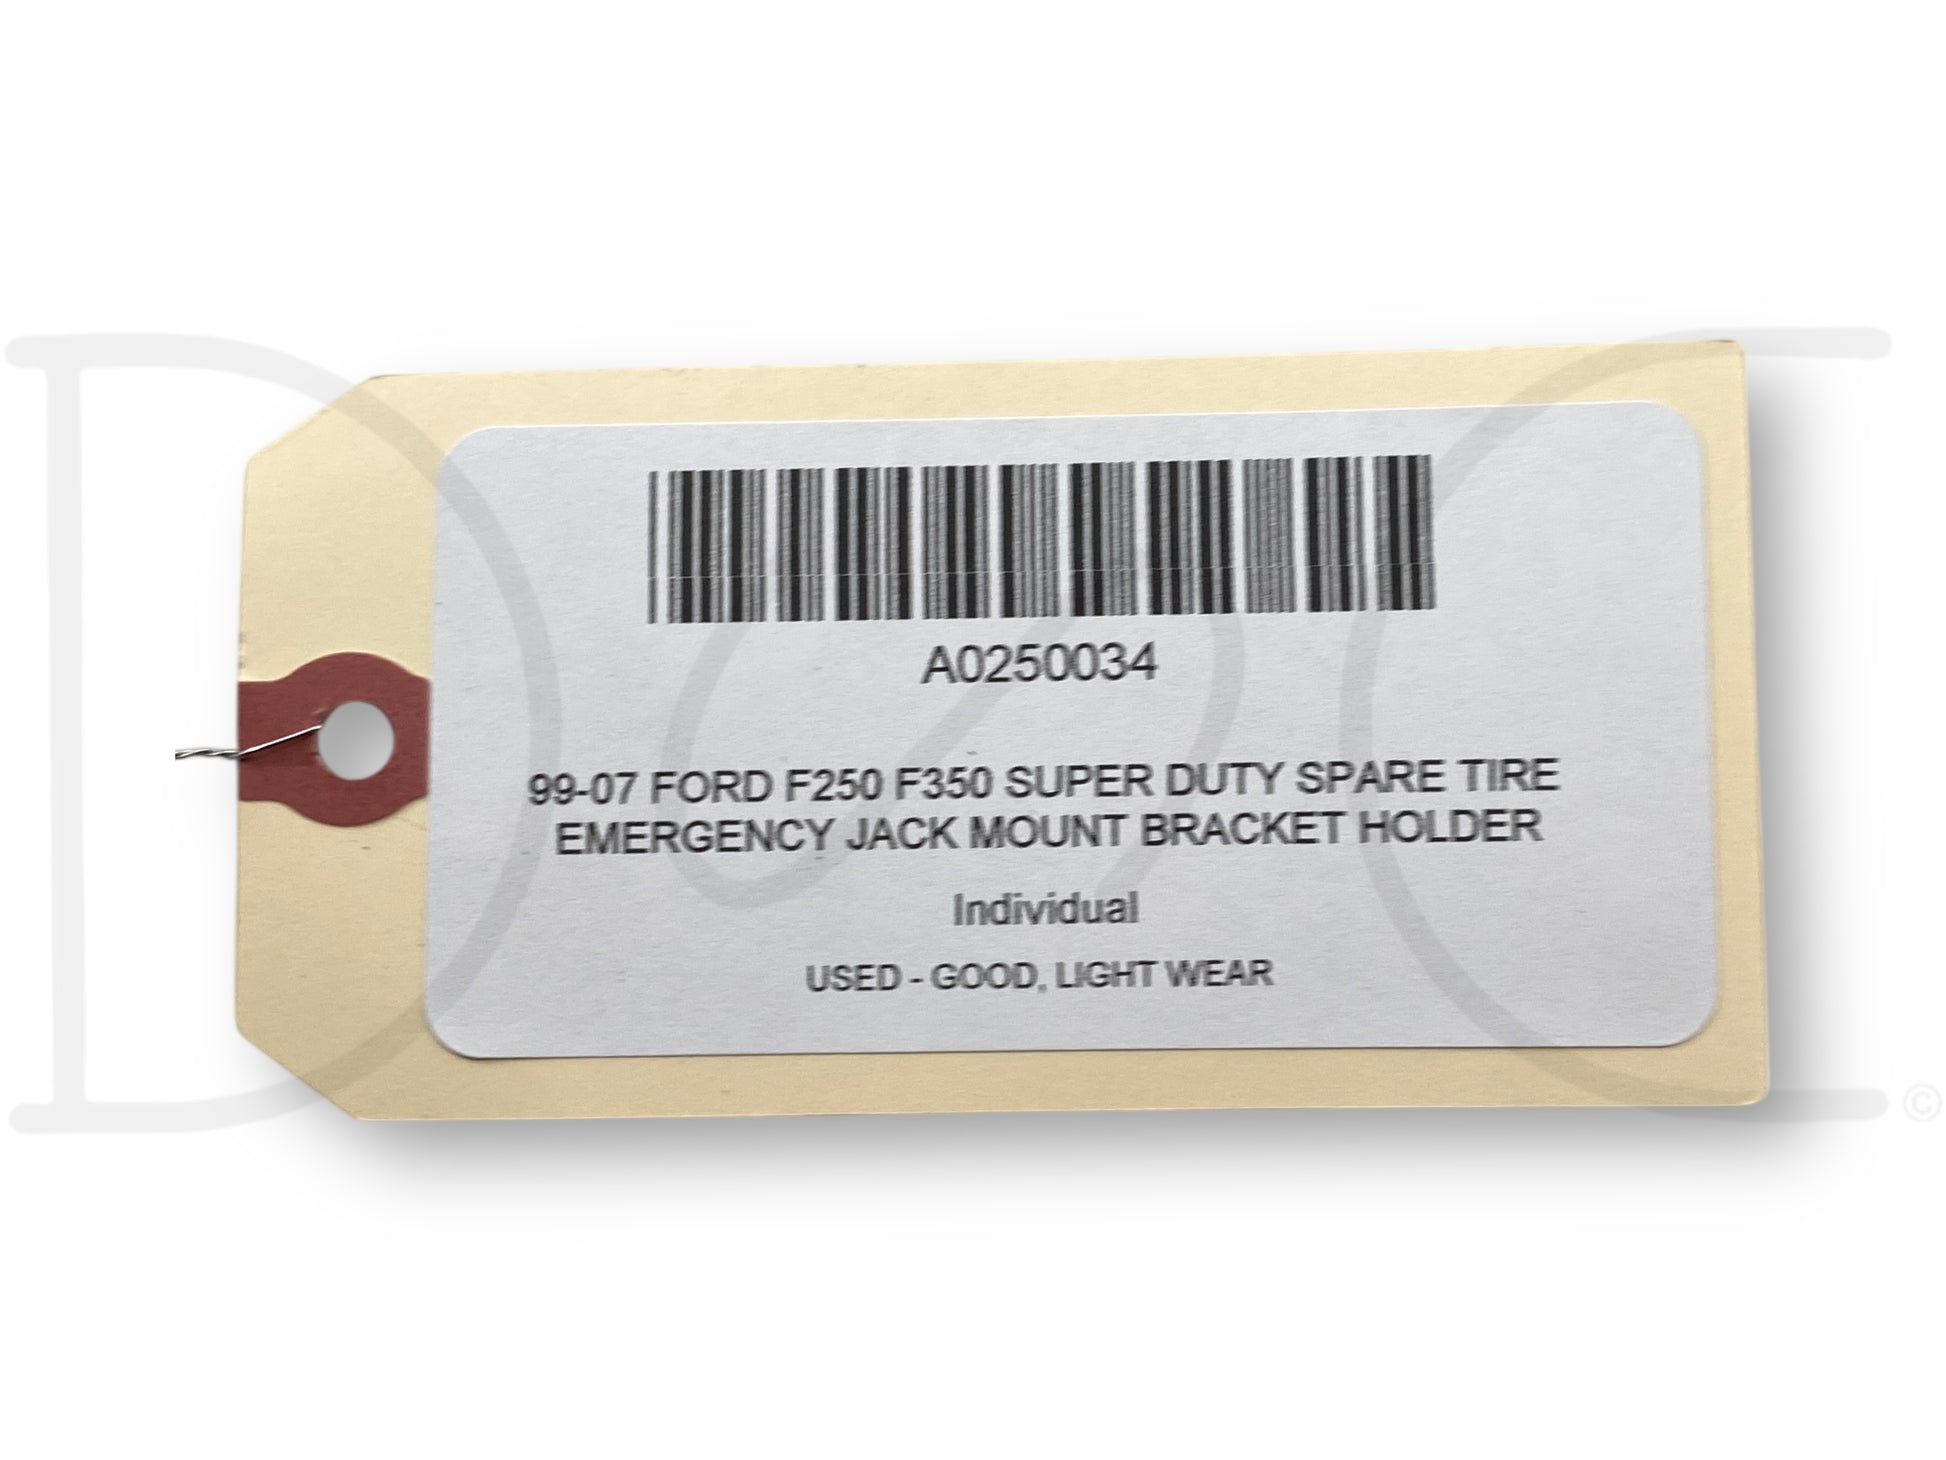 A0250034
99-07 FORD F250 F350 SUPER DUTY SPARE TIRE
EMERGENCY JACK MOUNT BRACKET HOLDER
Individual
USED - GOOD, LIGHT WEAR
©